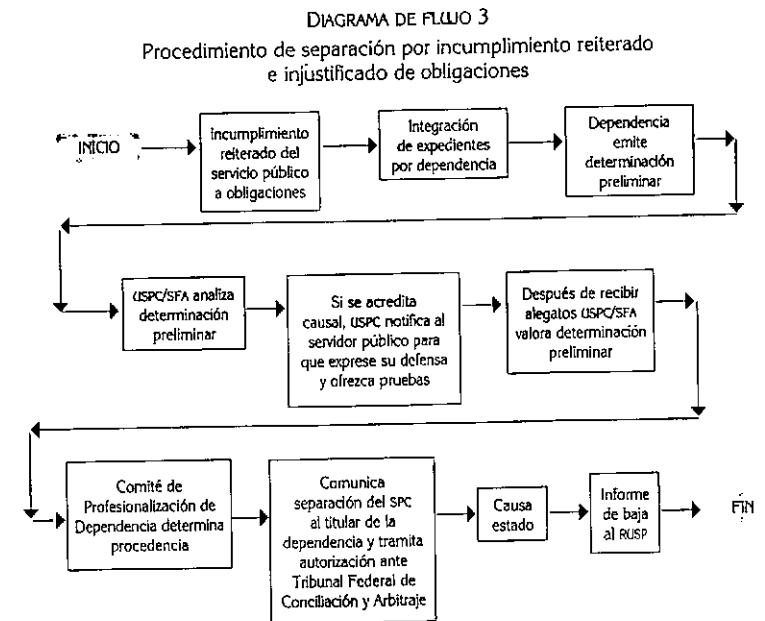 DIAGRAMA DE FLUJO 3
Procedimiento de separación por incumplimiento reiterado
e injustificado de obligaciones
INICIO
Incumplimiento
reiterado del
servicio público
a obligaciones
Integración
de expedientes
por dependencia
Dependencia
emite
determinación
preliminar
USPC/SFA analiza
determinación
preliminar
Si se acredita
causal, USPC notifica al
servidor público para
que exprese su defensa
y ofrezca pruebas
Después de recibir
alegatos USPC/SFA
valora determinación
preliminar
Comité de
Profesionalización de
Dependencia determina
procedencia
Comunica
separación del SPC
al titular de la
dependencia y tramita
autorización ante
Tribunal Federal de
Conciliación y Arbitraje
Causa
estado
Informe
de baja
al RUSP
FIN